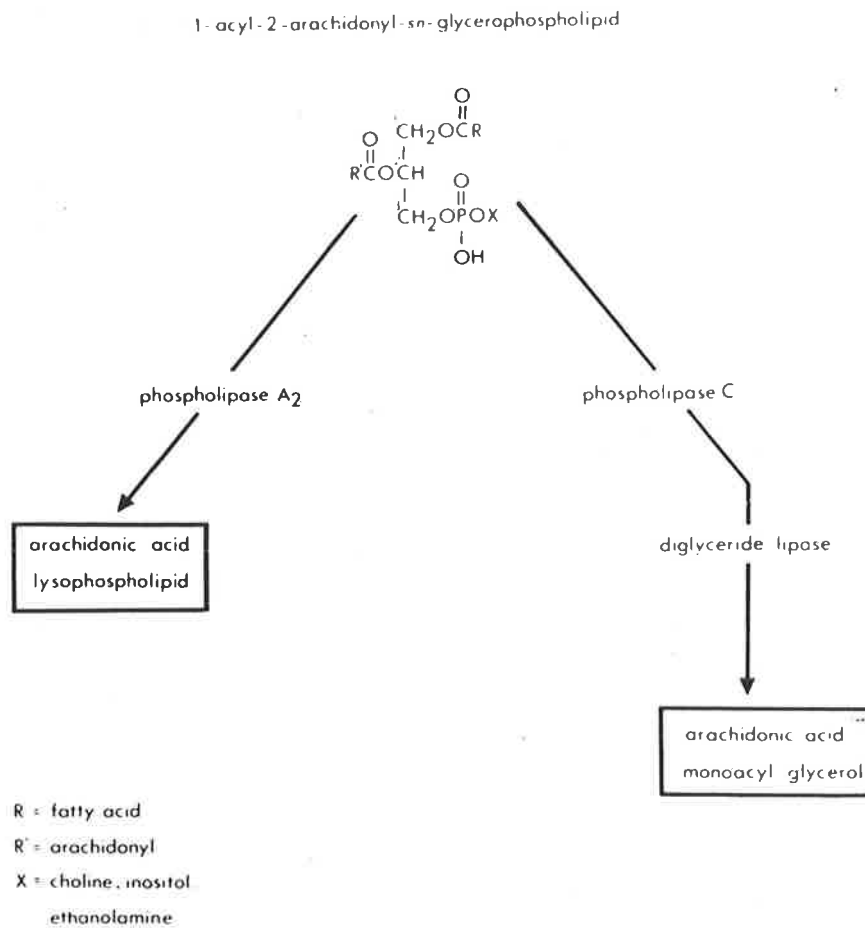 1-acyl-2-arachidonyl-sn-glycerophospholipid
O
CH2OCR
O
R'COCH
O
CH2OPOX
OH
phospholipase A2
phospholipase C
arachidonic acid
lysophospholipid
diglyceride lipase
arachidonic acid
monoacyl glycerol
R = fatty acid
R' = arachidonyl
X = choline, inositol
ethanolamine